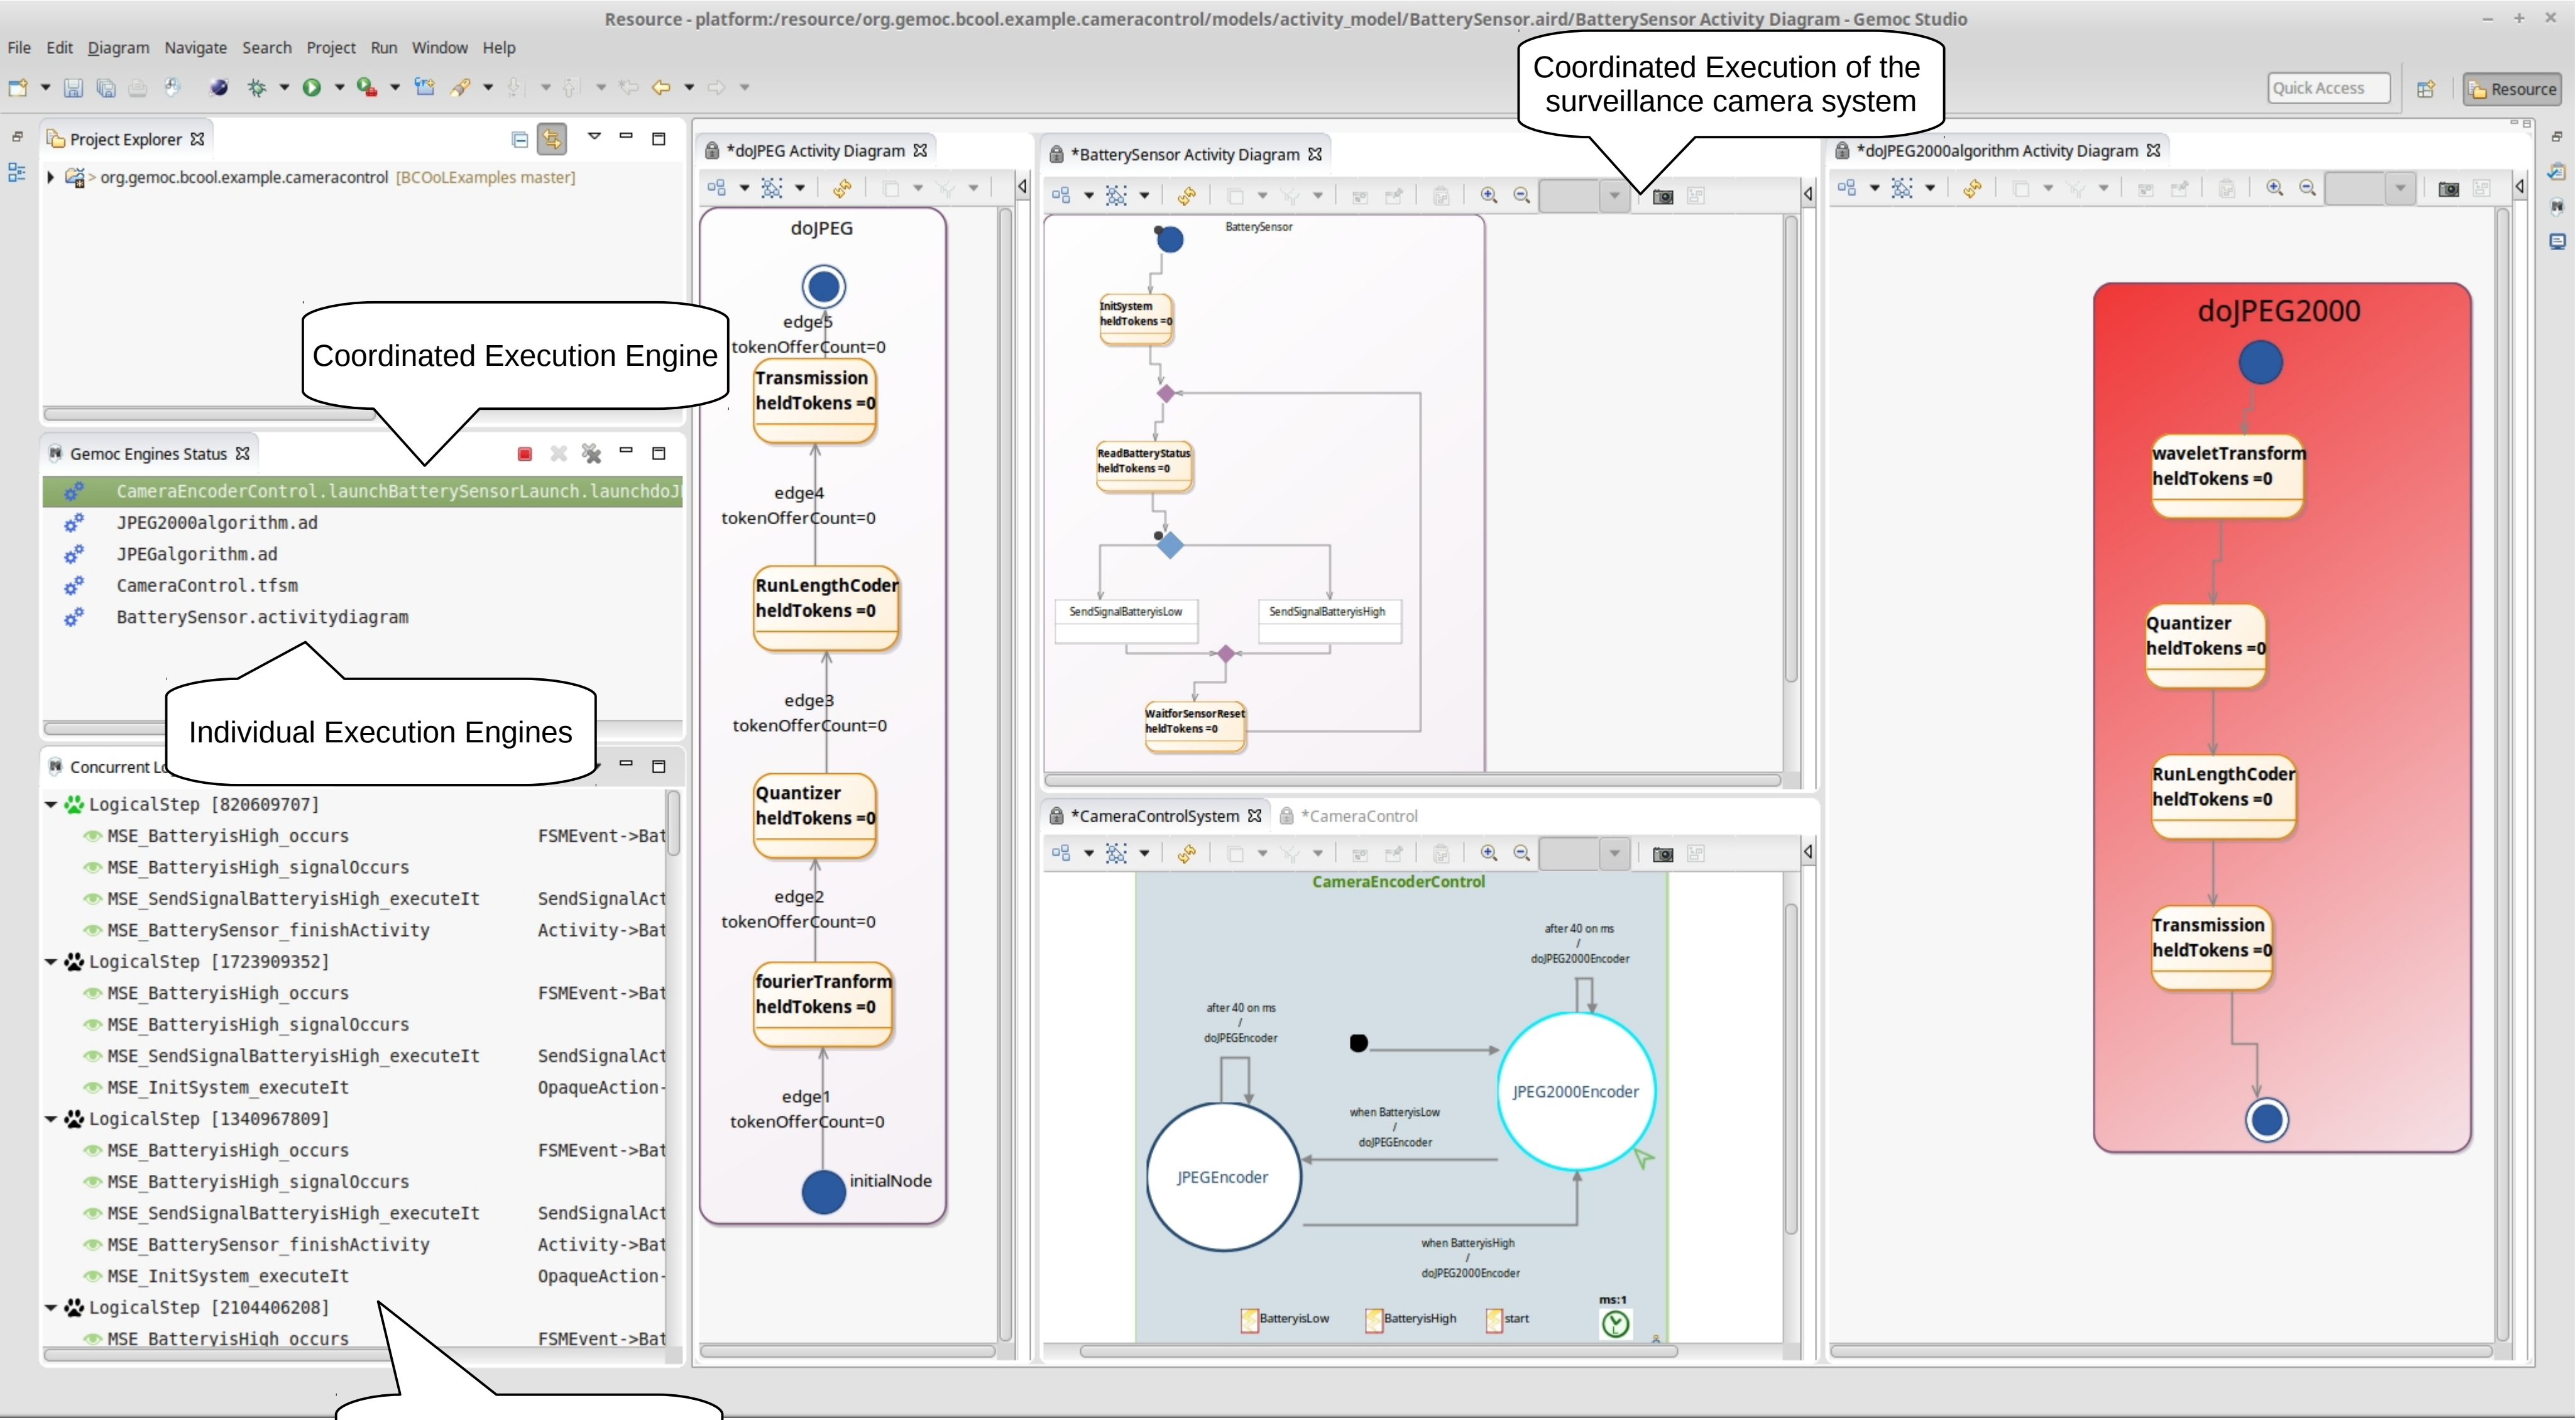 Resource - platform:/resource/org.gemoc.bcool.example.cameracontrol/models/activity_model/BatterySensor.aird/BatterySensor Activity Diagram - Gemoc Studio
File Edit Diagram Navigate Search Project Run Window Help
Quick Access
Resource
Coordinated Execution of the
surveillance camera system
Project Explorer
> org.gemoc.bcool.example.cameracontrol [BCOoLExamples master]
Coordinated Execution Engine
Gemoc Engines Status
CameraEncoderControl.launchBatterySensorLaunch.launchdoJ
JPEG2000algorithm.ad
JPEGalgorithm.ad
CameraControl.tfsm
BatterySensor.activitydiagram
Individual Execution Engines
Concurrent Lo
LogicalStep [820609707]
MSE_BatteryisHigh_occurs FSMEvent->Bat
MSE_BatteryisHigh_signalOccurs
MSE_SendSignalBatteryisHigh_executeIt SendSignalAct
MSE_BatterySensor_finishActivity Activity->Bat
LogicalStep [1723909352]
MSE_BatteryisHigh_occurs FSMEvent->Bat
MSE_BatteryisHigh_signalOccurs
MSE_SendSignalBatteryisHigh_executeIt SendSignalAct
MSE_InitSystem_executeIt OpaqueAction-
LogicalStep [1340967809]
MSE_BatteryisHigh_occurs FSMEvent->Bat
MSE_BatteryisHigh_signalOccurs
MSE_SendSignalBatteryisHigh_executeIt SendSignalAct
MSE_BatterySensor_finishActivity Activity->Bat
MSE_InitSystem_executeIt OpaqueAction-
LogicalStep [2104406208]
MSE_BatteryisHigh_occurs FSMEvent->Bat
*doJPEG Activity Diagram
doJPEG
edge5
tokenOfferCount=0
Transmission
heldTokens =0
edge4
tokenOfferCount=0
RunLengthCoder
heldTokens =0
edge3
tokenOfferCount=0
Quantizer
heldTokens =0
edge2
tokenOfferCount=0
fourierTranform
heldTokens =0
edge1
tokenOfferCount=0
initialNode
*BatterySensor Activity Diagram
BatterySensor
InitSystem
heldTokens =0
ReadBatteryStatus
heldTokens =0
SendSignalBatteryisLow
SendSignalBatteryisHigh
WaitforSensorReset
heldTokens =0
*CameraControlSystem
*CameraControl
CameraEncoderControl
after 40 on ms
/
doJPEG2000Encoder
after 40 on ms
/
doJPEGEncoder
JPEG2000Encoder
when BatteryisLow
/
doJPEGEncoder
JPEGEncoder
when BatteryisHigh
/
doJPEG2000Encoder
ms:1
BatteryisLow
BatteryisHigh
start
*doJPEG2000algorithm Activity Diagram
doJPEG2000
waveletTransform
heldTokens =0
Quantizer
heldTokens =0
RunLengthCoder
heldTokens =0
Transmission
heldTokens =0